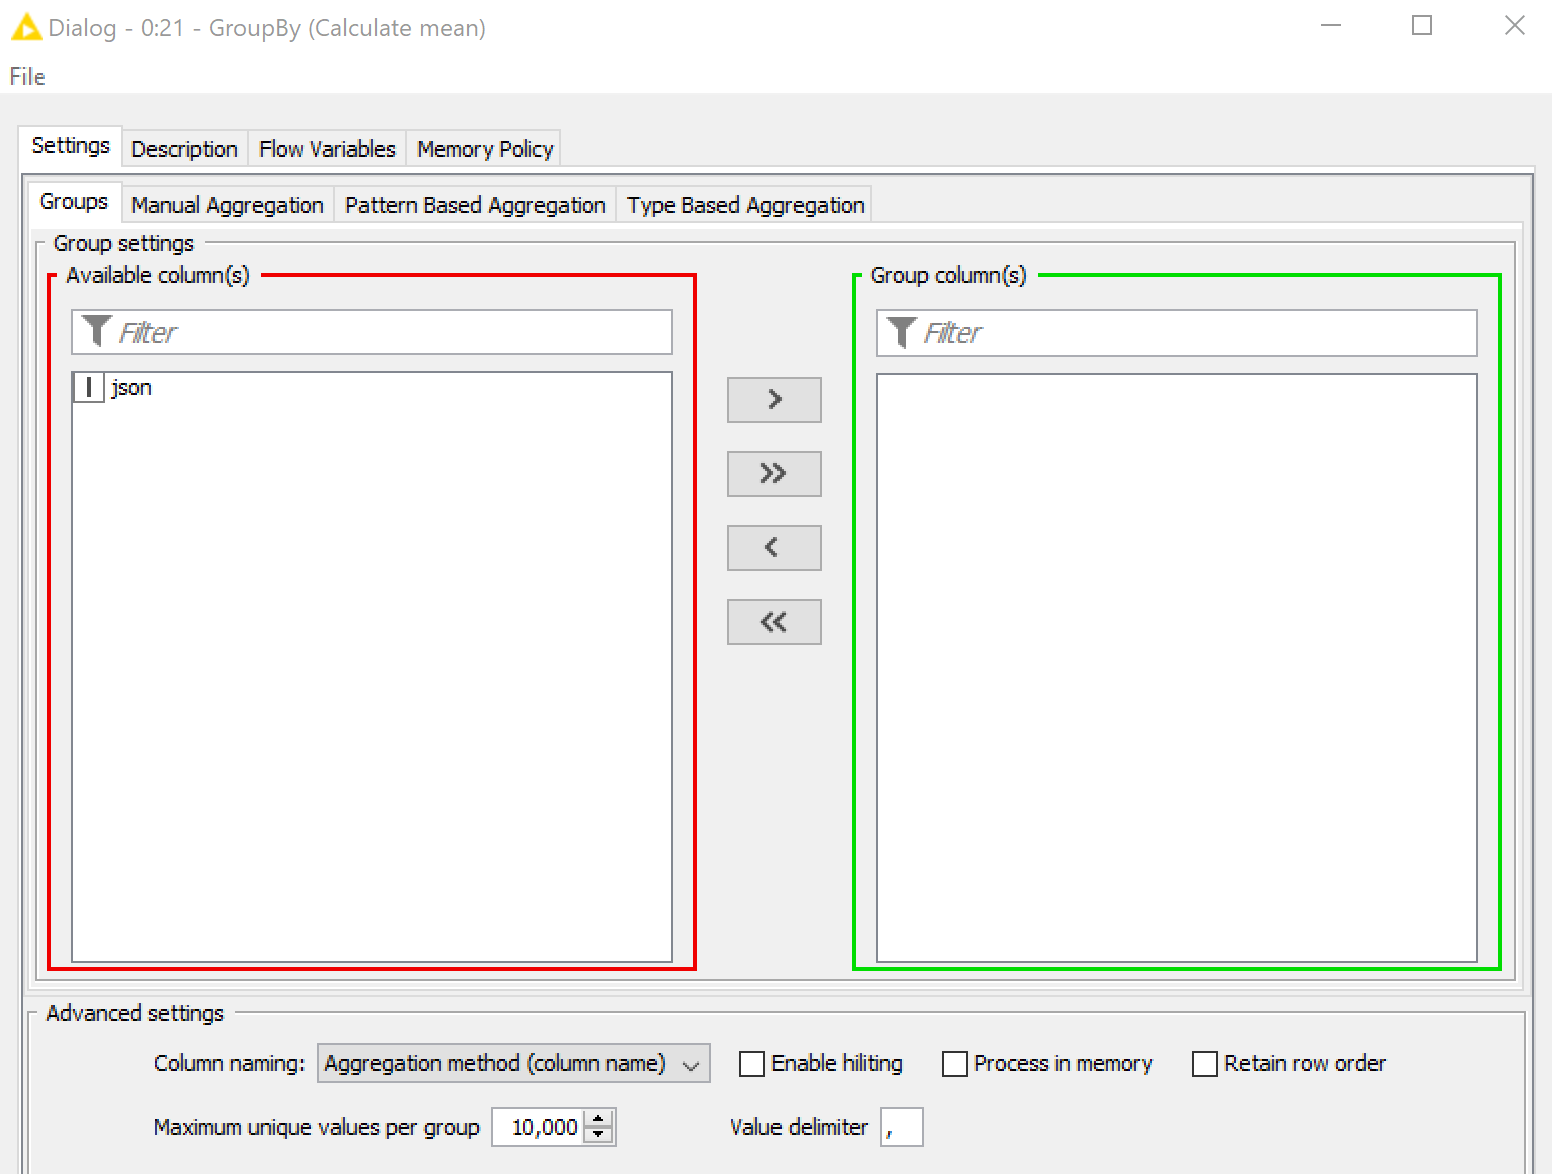 Dialog - 0:21 - GroupBy (Calculate mean)
File
Settings Description Flow Variables Memory Policy
Groups Manual Aggregation Pattern Based Aggregation Type Based Aggregation
Group settings
Available column(s) Group column(s)
Filter Filter
I json
>
>>
<
<<
Advanced settings
Column naming: Aggregation method (column name) Enable hiliting Process in memory Retain row order
Maximum unique values per group 10,000 Value delimiter ,